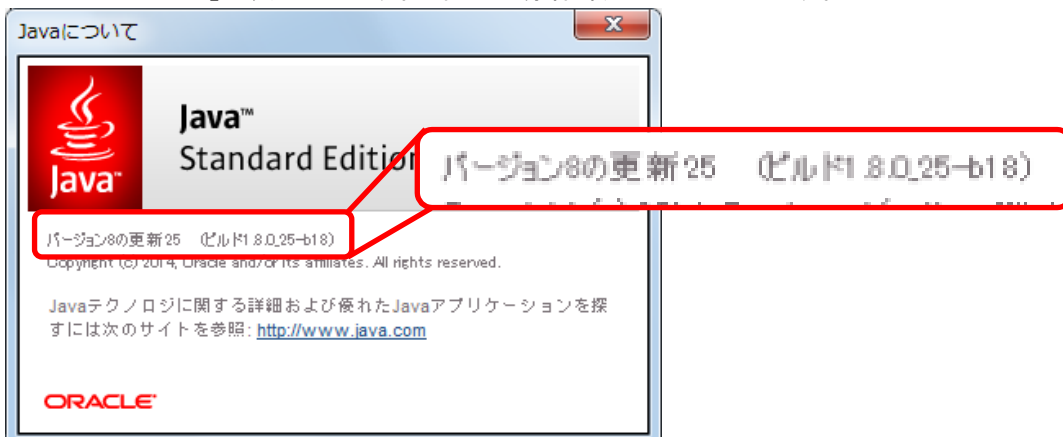 Javaについて
Java™
Java™
Standard Edition
バージョン8の更新25 (ビルド1.8.0_25-b18)
バージョン8の更新25 (ビルド1.8.0_25-b18)
Copyright (c) 2014, Oracle and/or its affiliates. All rights reserved.
Javaテクノロジに関する詳細および優れたJavaアプリケーションを探
すには次のサイトを参照: http://www.java.com
ORACLE